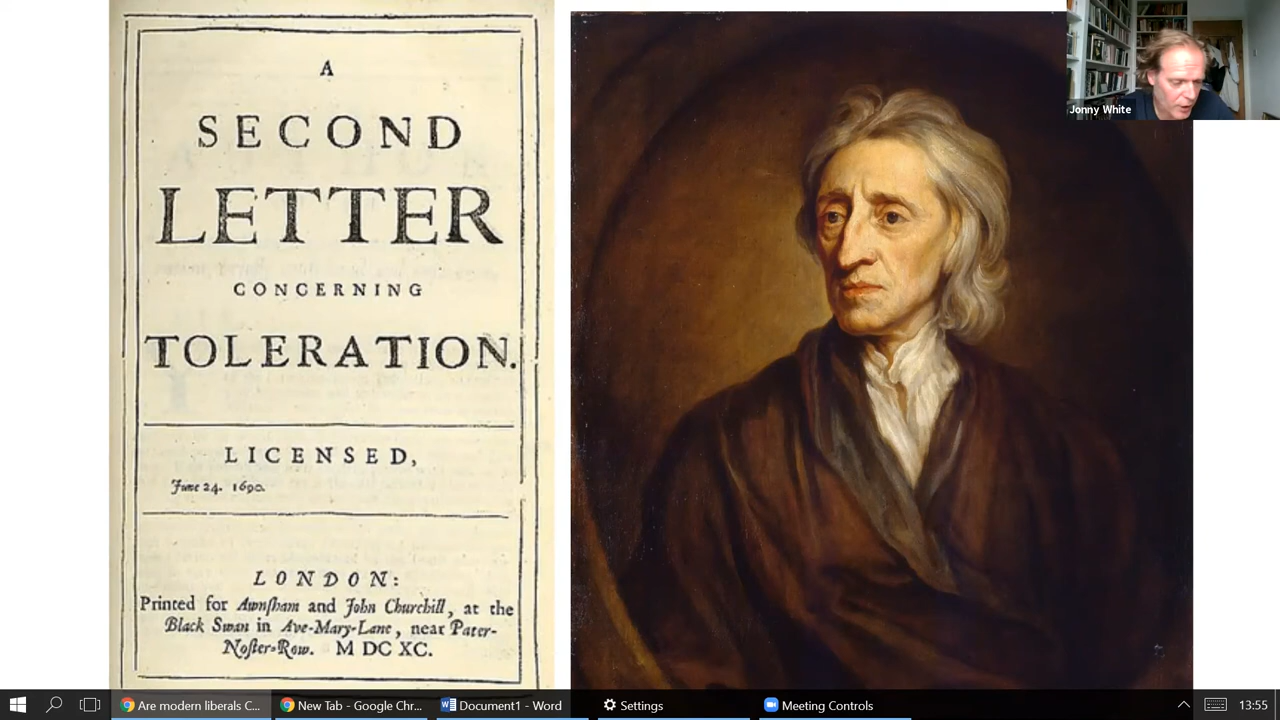 A
SECOND
LETTER
CONCERNING
TOLERATION.
LICENSED,
June 24. 1690.
LONDON:
Printed for Awnſham and John Churchill, at the
Black Swan in Ave-Mary-Lane, near Pater-
Noſter-Row. M DC XC.
Jonny White
Are modern liberals C...
New Tab - Google Chr...
Document1 - Word
Settings
Meeting Controls
13:55